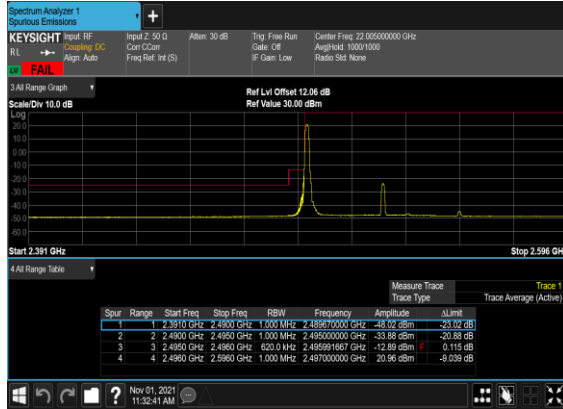 Spectrum Analyzer 1
Spurious Emissions
+
KEYSIGHT
Input: RF
Input Z: 50 Ω
Atten: 30 dB
Trig: Free Run
Center Freq: 22.005000000 GHz
RL
Coupling: DC
Corr CCorr
Gate: Off
Avg|Hold: 1000/1000
Align: Auto
Freq Ref: Int (S)
IF Gain: Low
Radio Std: None
FAIL
3 All Range Graph
Ref Lvl Offset 12.06 dB
Scale/Div 10.0 dB
Ref Value 30.00 dBm
Log
20.0
10.0
0.00
-10.0
-20.0
-30.0
-40.0
-50.0
-60.0
Start 2.391 GHz
Stop 2.596 GH
4 All Range Table
Measure Trace
Trace 1
Trace Type
Trace Average (Active)
Spur Range Start Freq Stop Freq RBW Frequency Amplitude ΔLimit
1 1 2.3910 GHz 2.4900 GHz 1.000 MHz 2.489670000 GHz -48.02 dBm -23.02 dB
2 2 2.4900 GHz 2.4950 GHz 1.000 MHz 2.495000000 GHz -33.88 dBm -20.88 dB
3 3 2.4950 GHz 2.4960 GHz 620.0 kHz 2.495991667 GHz -12.89 dBm F 0.115 dB
4 4 2.4960 GHz 2.5960 GHz 1.000 MHz 2.497000000 GHz 20.96 dBm -9.039 dB
?
Nov 01, 2021
11:32:41 AM